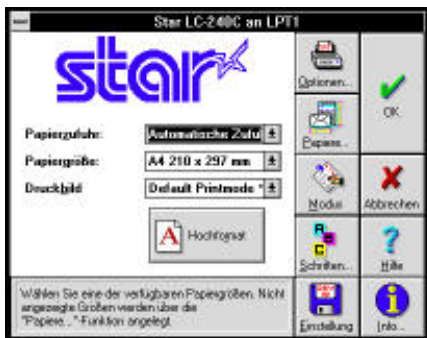 Star LC-240C an LPT1
star
Optionen...
OK
Papierzufuhr:
Automatische Zufu
Papiere...
Papiergröße:
A4 210 x 297 mm
Druckbild
Default Printmode *
Modus
Abbrechen
A
Hochformat
A
B
C
Schriften...
?
Hilfe
Wählen Sie eine der verfügbaren Papiergrößen. Nicht
angezeigte Größen werden über die
"Papiere..."-Funktion angelegt.
Einstellung
i
Info...